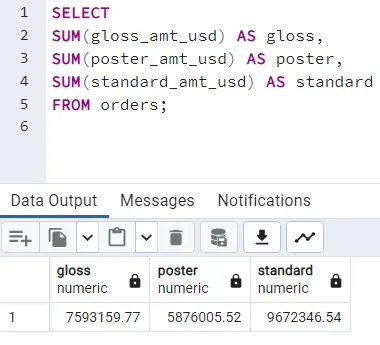 1 SELECT
2 SUM(gloss_amt_usd) AS gloss,
3 SUM(poster_amt_usd) AS poster,
4 SUM(standard_amt_usd) AS standard
5 FROM orders;
6
Data Output Messages Notifications
gloss poster standard
numeric numeric numeric
1 7593159.77 5876005.52 9672346.54